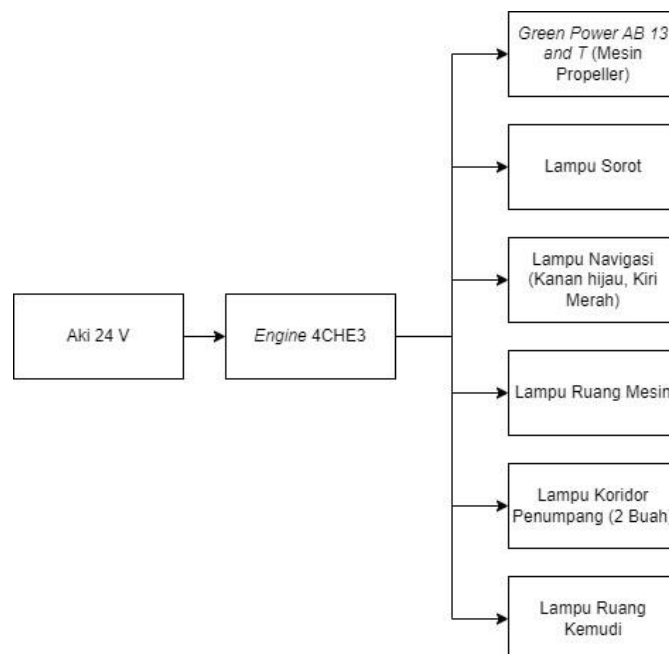 Green Power AB 13
and T (Mesin
Propeller)
Lampu Sorot
Lampu Navigasi
(Kanan hijau, Kiri
Merah)
Aki 24 V
Engine 4CHE3
Lampu Ruang Mesin
Lampu Koridor
Penumpang (2 Buah)
Lampu Ruang
Kemudi